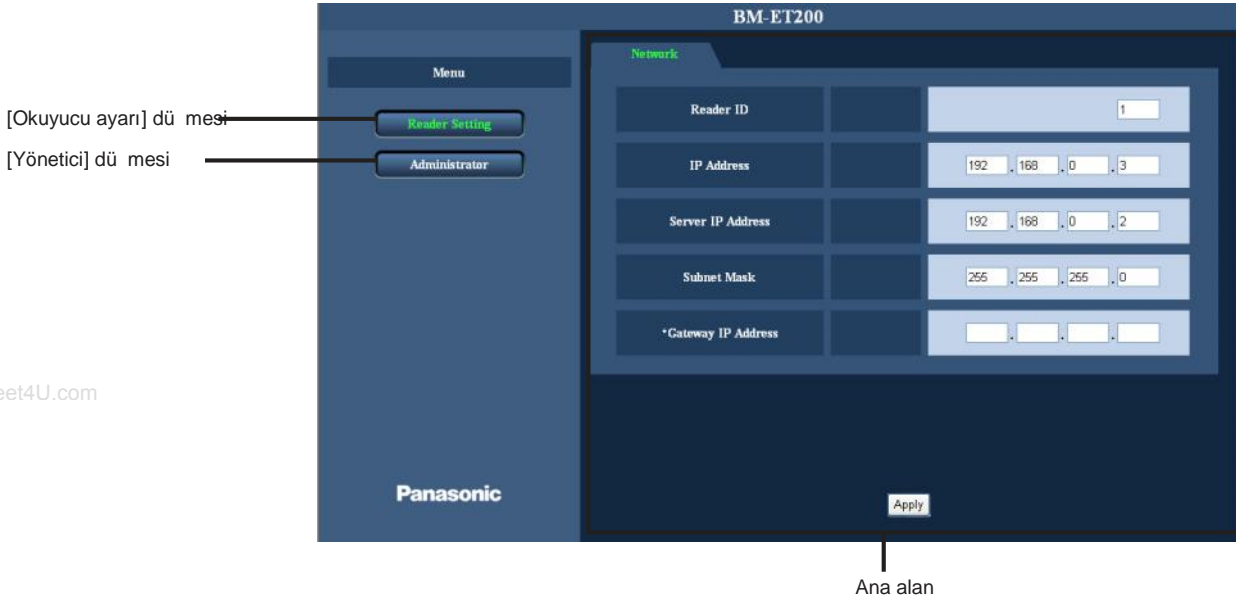 BM-ET200
Network
Menu
[Okuyucu ayarı] dü mesi
Reader Setting
[Yönetici] dü mesi
Administrator
Reader ID
1
IP Address
192 . 168 . 0 . 3
Server IP Address
192 . 168 . 0 . 2
Subnet Mask
255 . 255 . 255 . 0
*Gateway IP Address
. . .
eet4U.com
Panasonic
Apply
Ana alan